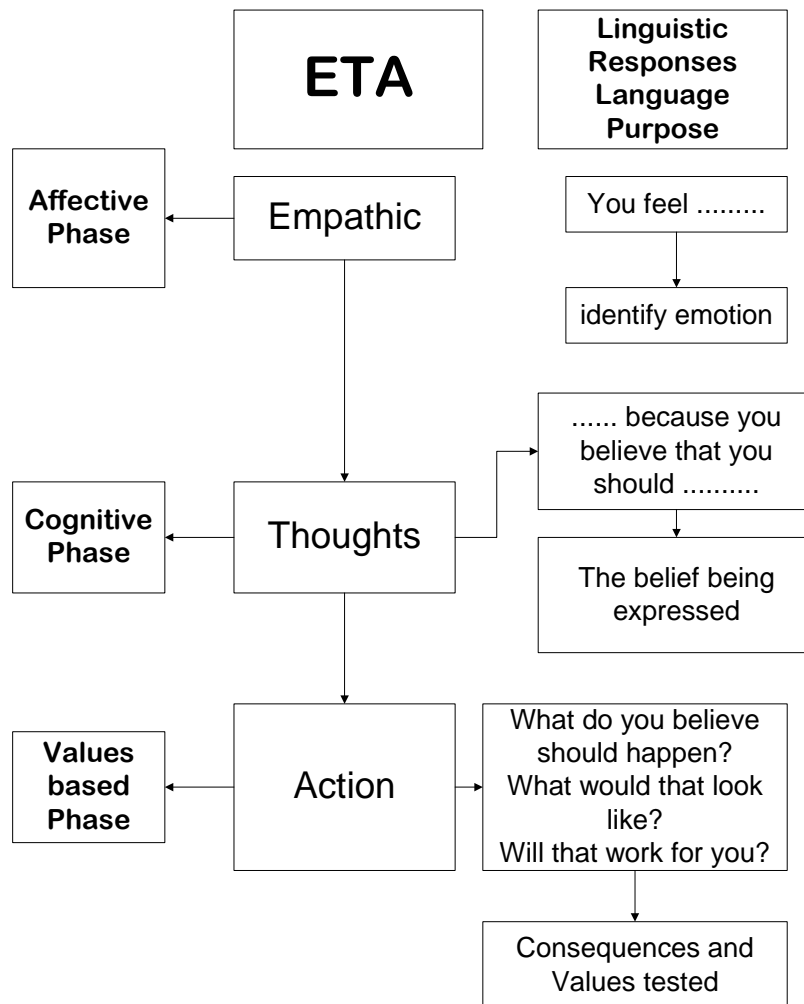 ETA
Linguistic
Responses
Language
Purpose
Affective
Phase
Empathic
You feel .........
identify emotion
...... because you
believe that you
should ..........
Cognitive
Phase
Thoughts
The belief being
expressed
Values
based
Phase
Action
What do you believe
should happen?
What would that look
like?
Will that work for you?
Consequences and
Values tested